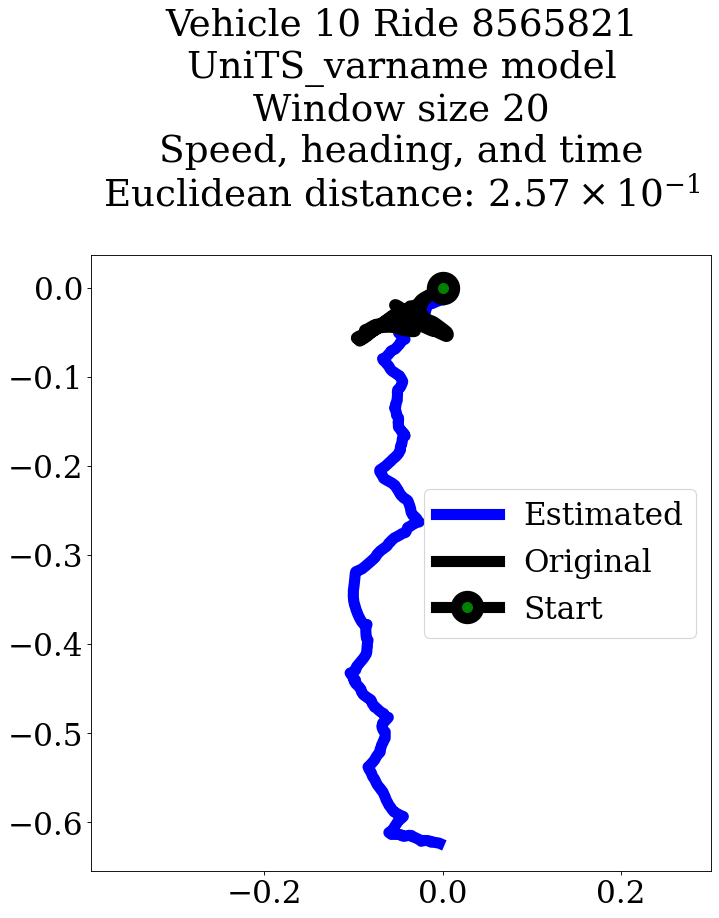 Vehicle 10 Ride 8565821
UniTS_varname model
Window size 20
Speed, heading, and time
Euclidean distance: 2.57 × 10⁻¹
0.0
−0.1
−0.2
−0.3
−0.4
−0.5
−0.6
Estimated
Original
Start
−0.2 0.0 0.2